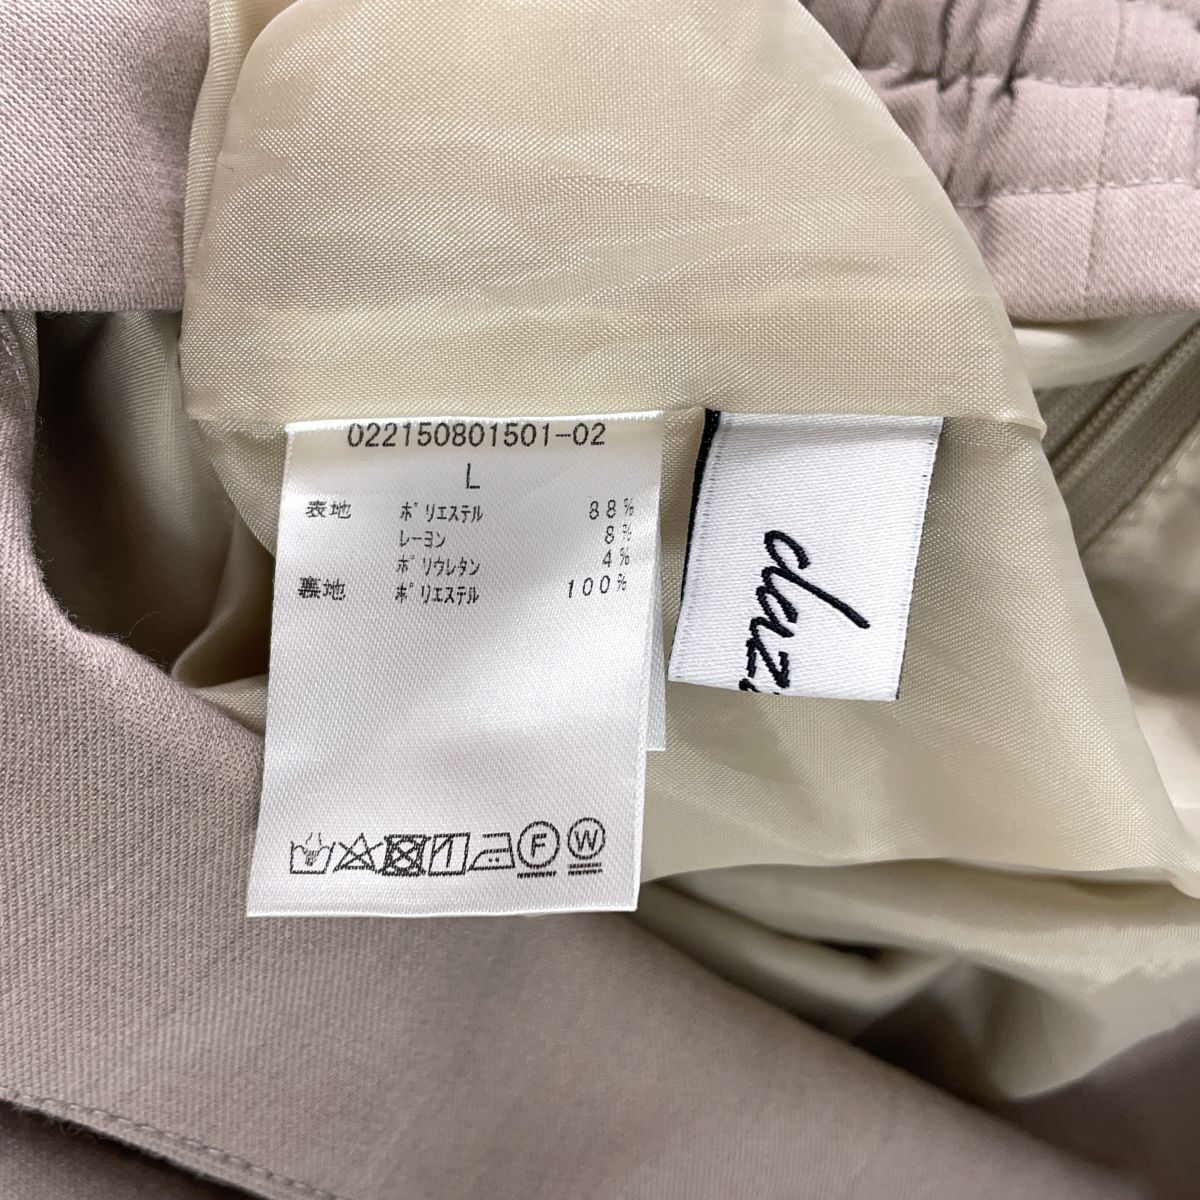 022150801501-02
L
表地 ポリエステル 88%
レーヨン 8%
ポリウレタン 4%
裏地 ポリエステル 100%
F W
daz